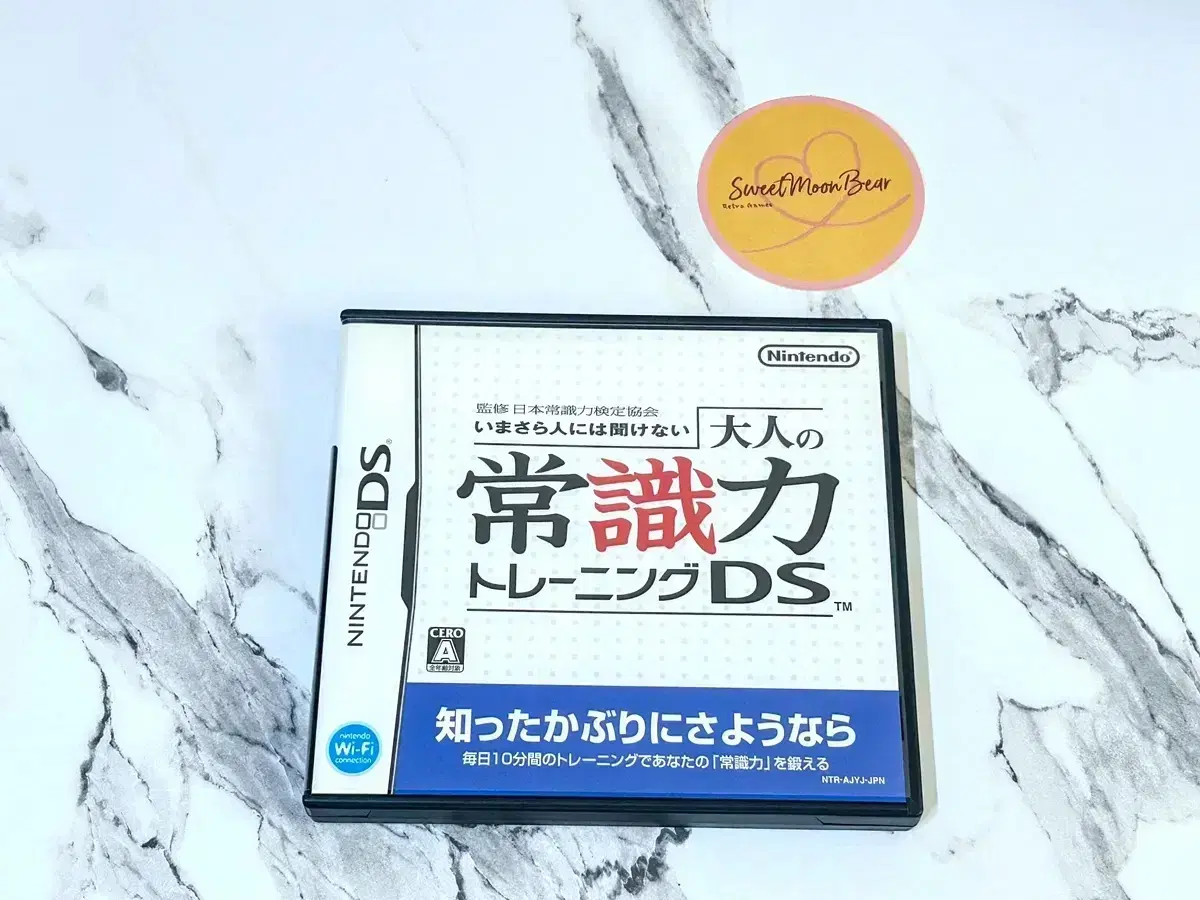 SweetMoonBear
Retro Games
Nintendo
監修 日本常識力検定協会
いまさら人には聞けない
大人の
常識力
トレーニングDS
TM
NINTENDO DS
®
CERO
A
全年齢対象
nintendo
Wi-Fi
connection
知ったかぶりにさようなら
毎日10分間のトレーニングであなたの「常識力」を鍛える
NTR-AJYJ-JPN